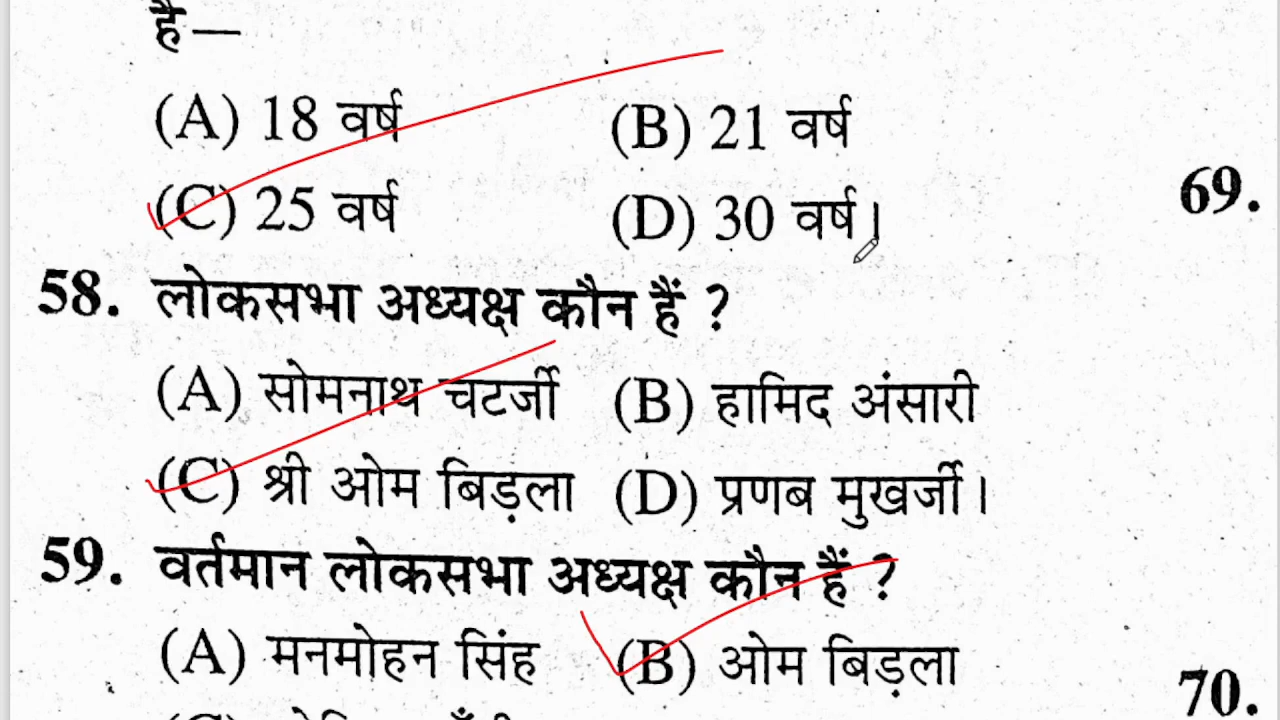 है—
(A) 18 वर्ष (B) 21 वर्ष
(C) 25 वर्ष (D) 30 वर्ष।
69.
58. लोकसभा अध्यक्ष कौन हैं ?
(A) सोमनाथ चटर्जी (B) हामिद अंसारी
(C) श्री ओम बिड़ला (D) प्रणब मुखर्जी।
59. वर्तमान लोकसभा अध्यक्ष कौन हैं ?
(A) मनमोहन सिंह (B) ओम बिड़ला
70.